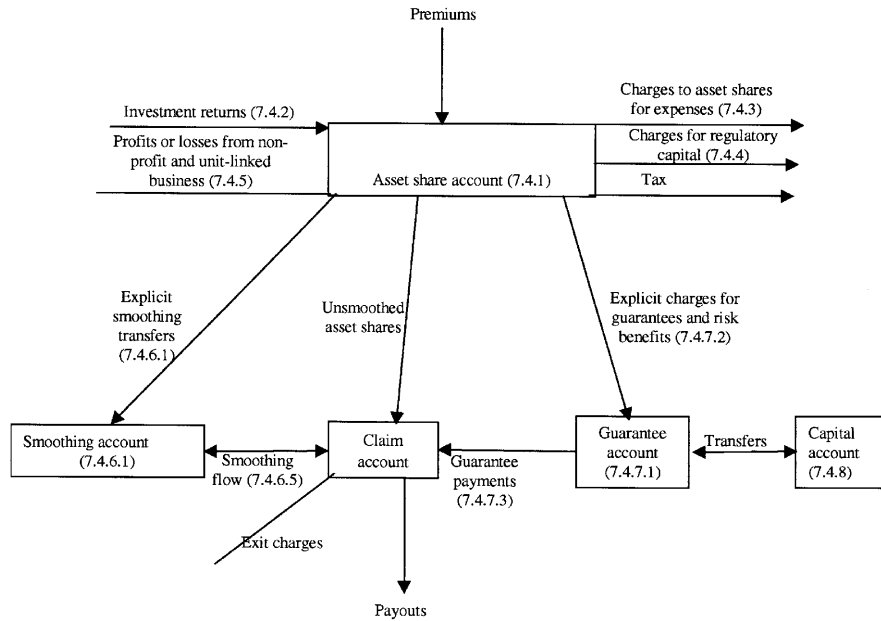 Premiums
Investment returns (7.4.2)
Profits or losses from non-
profit and unit-linked
business (7.4.5)
Asset share account (7.4.1)
Charges to asset shares
for expenses (7.4.3)
Charges for regulatory
capital (7.4.4)
Tax
Explicit
smoothing
transfers
(7.4.6.1)
Unsmoothed
asset shares
Explicit charges for
guarantees and risk
benefits (7.4.7.2)
Smoothing account
(7.4.6.1)
Smoothing
flow (7.4.6.5)
Claim
account
Guarantee
payments
(7.4.7.3)
Guarantee
account
(7.4.7.1)
Transfers
Capital
account
(7.4.8)
Exit charges
Payouts